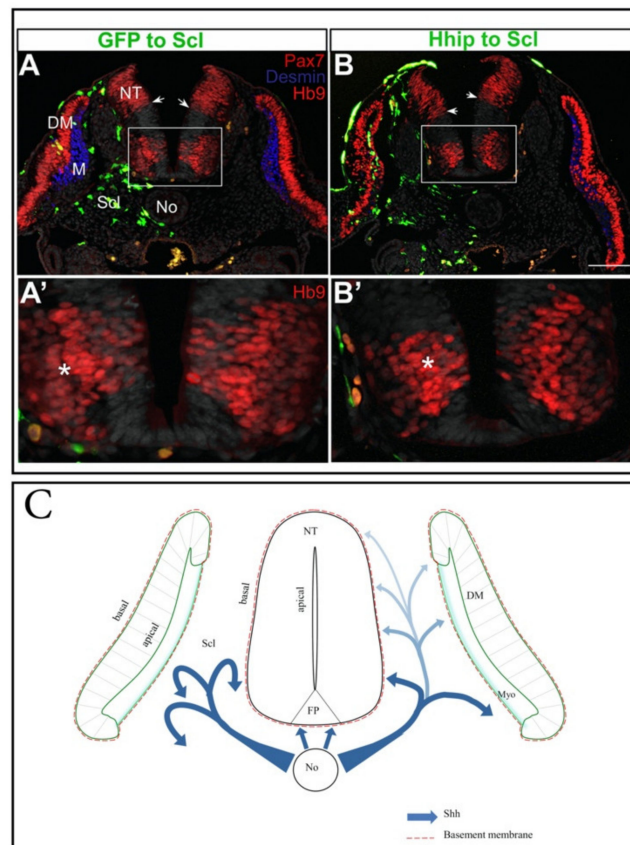 GFP to Scl
Hhip to Scl
A
Pax7
Desmin
Hb9
NT
DM
M
Scl
No
B
A'
Hb9
*
B'
*
C
NT
basal
apical
basal
apical
Scl
DM
Myo
FP
No
Shh
Basement membrane